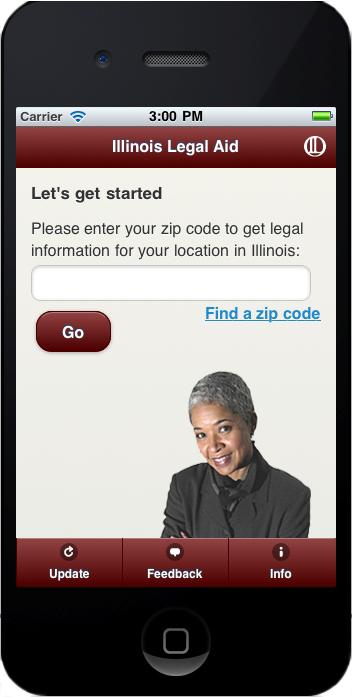 Carrier 3:00 PM
Illinois Legal Aid
Let's get started
Please enter your zip code to get legal
information for your location in Illinois:
Find a zip code
Go
Update Feedback Info